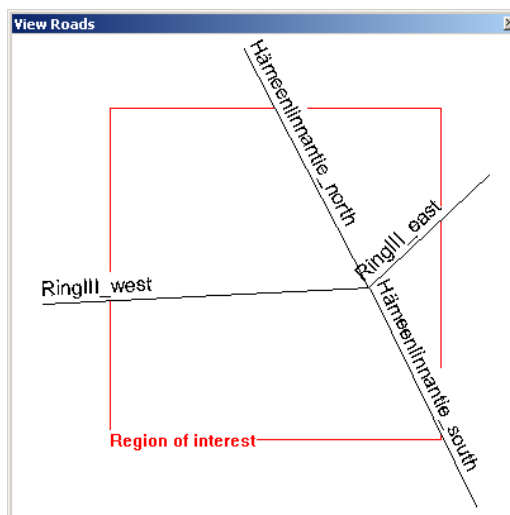 View Roads
Hämeenlinnantie_north
RingIII_east
RingIII_west
Hämeenlinnantie_south
Region of interest